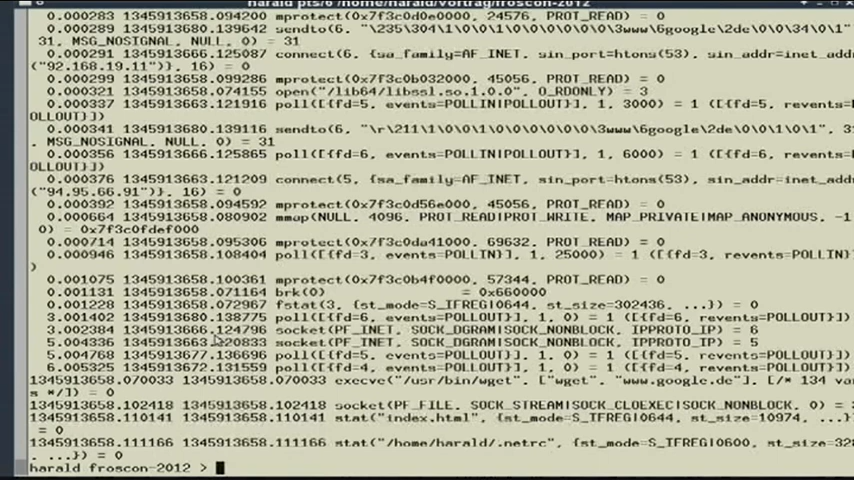 harald pts/6 /home/harald/vortrag/froscon-2012
0.000283 1345913658.094200 mprotect(0x7f3c0d0e0000, 24576, PROT_READ) = 0
0.000289 1345913680.139642 sendto(6, "\235\304\1\0\0\1\0\0\0\0\0\0\3www\6google\2de\0\0\34\0\1"
31, MSG_NOSIGNAL, NULL, 0) = 31
0.000291 1345913666.125087 connect(6, {sa_family=AF_INET, sin_port=htons(53), sin_addr=inet_addr
("92.168.19.11")}, 16) = 0
0.000299 1345913658.099286 mprotect(0x7f3c0b032000, 45056, PROT_READ) = 0
0.000321 1345913658.074155 open("/lib64/libssl.so.1.0.0", O_RDONLY) = 3
0.000337 1345913663.121916 poll([{fd=5, events=POLLIN|POLLOUT}], 1, 3000) = 1 ([{fd=5, revents=P
OLLOUT}])
0.000341 1345913680.139116 sendto(6, "\r\211\1\0\0\1\0\0\0\0\0\0\3www\6google\2de\0\0\1\0\1", 31
, MSG_NOSIGNAL, NULL, 0) = 31
0.000356 1345913666.125865 poll([{fd=6, events=POLLIN|POLLOUT}], 1, 6000) = 1 ([{fd=6, revents=P
OLLOUT}])
0.000376 1345913663.121209 connect(5, {sa_family=AF_INET, sin_port=htons(53), sin_addr=inet_addr
("94.95.66.91")}, 16) = 0
0.000392 1345913658.094592 mprotect(0x7f3c0d56e000, 45056, PROT_READ) = 0
0.000664 1345913658.080902 mmap(NULL, 4096, PROT_READ|PROT_WRITE, MAP_PRIVATE|MAP_ANONYMOUS, -1
0) = 0x7f3c0fdef000
0.000714 1345913658.095306 mprotect(0x7f3c0da41000, 69632, PROT_READ) = 0
0.000946 1345913658.108404 poll([{fd=3, events=POLLIN}], 1, 25000) = 1 ([{fd=3, revents=POLLIN}]
)
0.001075 1345913658.100361 mprotect(0x7f3c0b4f0000, 57344, PROT_READ) = 0
0.001131 1345913658.071164 brk(0) = 0x660000
0.001228 1345913658.072967 fstat(3, {st_mode=S_IFREG|0644, st_size=302436, ...}) = 0
3.001402 1345913680.138775 poll([{fd=6, events=POLLOUT}], 1, 0) = 1 ([{fd=6, revents=POLLOUT}])
3.002384 1345913666.124796 socket(PF_INET, SOCK_DGRAM|SOCK_NONBLOCK, IPPROTO_IP) = 6
5.004336 1345913663.120833 socket(PF_INET, SOCK_DGRAM|SOCK_NONBLOCK, IPPROTO_IP) = 5
5.004768 1345913677.136696 poll([{fd=5, events=POLLOUT}], 1, 0) = 1 ([{fd=5, revents=POLLOUT}])
6.005325 1345913672.131559 poll([{fd=4, events=POLLOUT}], 1, 0) = 1 ([{fd=4, revents=POLLOUT}])
1345913658.070033 1345913658.070033 execve("/usr/bin/wget", ["wget", "www.google.de"], [/* 134 var
s */]) = 0
1345913658.102418 1345913658.102418 socket(PF_FILE, SOCK_STREAM|SOCK_CLOEXEC|SOCK_NONBLOCK, 0) = 3
1345913658.110141 1345913658.110141 stat("index.html", {st_mode=S_IFREG|0644, st_size=10974, ...})
= 0
1345913658.111166 1345913658.111166 stat("/home/harald/.netrc", {st_mode=S_IFREG|0600, st_size=328
, ...}) = 0
harald froscon-2012 >